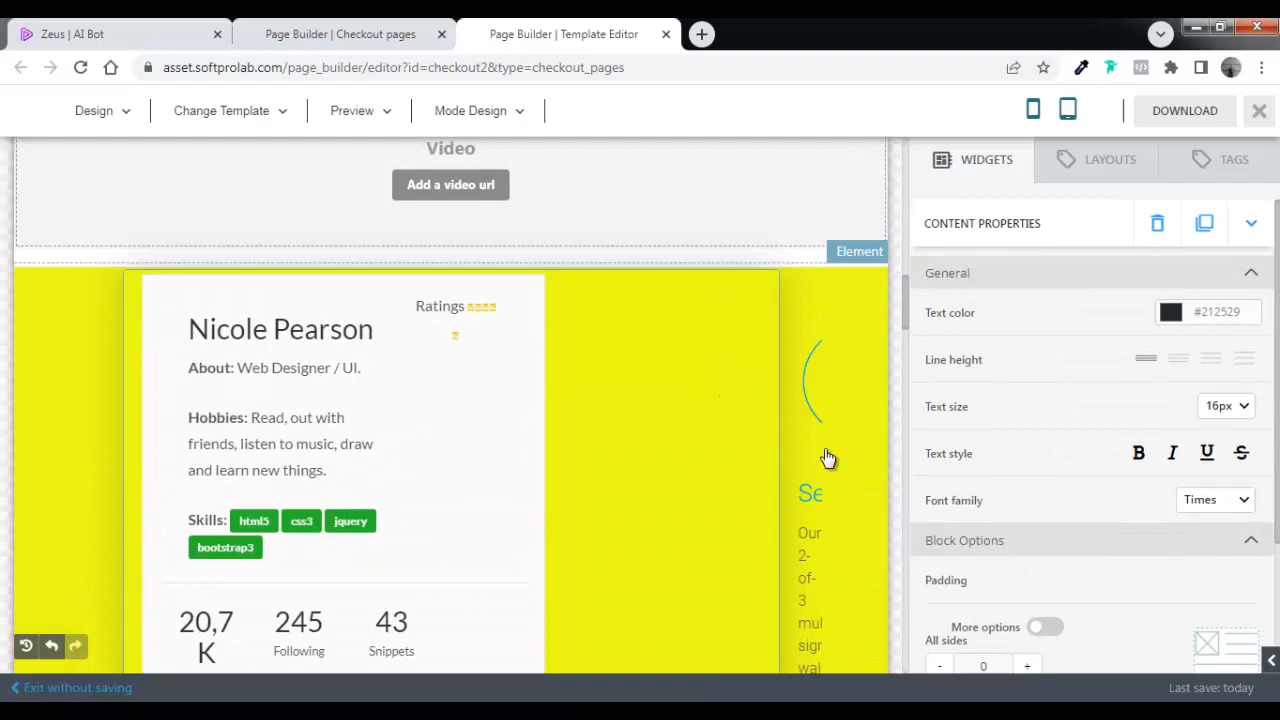 Zeus | AI Bot
Page Builder | Checkout pages
Page Builder | Template Editor
asset.softprolab.com/page_builder/editor?id=checkout2&type=checkout_pages
Design
Change Template
Preview
Mode Design
DOWNLOAD
Video
Add a video url
Element
Ratings
Nicole Pearson
About: Web Designer / UI.
Hobbies: Read, out with
friends, listen to music, draw
and learn new things.
Skills: html5 css3 jquery
bootstrap3
20,7
K
245
Following
43
Snippets
Se
Our
2-
of-
3
mul
sigr
wal
WIDGETS
LAYOUTS
TAGS
CONTENT PROPERTIES
General
Text color
#212529
Line height
Text size
16px
Text style
B I U S
Font family
Times
Block Options
Padding
More options
All sides
- 0 +
Exit without saving
Last save: today